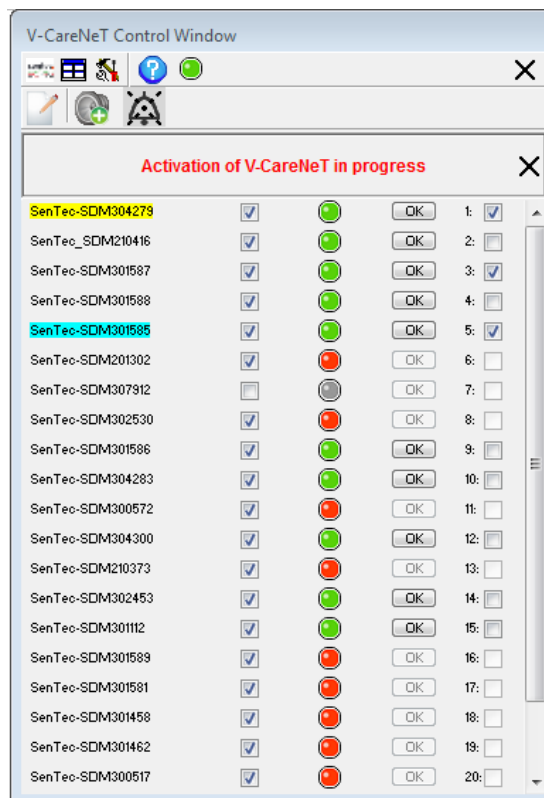 V-CareNeT Control Window
Activation of V-CareNeT in progress
SenTec-SDM304279 OK 1:
SenTec_SDM210416 OK 2:
SenTec-SDM301587 OK 3:
SenTec-SDM301588 OK 4:
SenTec-SDM301585 OK 5:
SenTec-SDM201302 OK 6:
SenTec-SDM307912 OK 7:
SenTec-SDM302530 OK 8:
SenTec-SDM301586 OK 9:
SenTec-SDM304283 OK 10:
SenTec-SDM300572 OK 11:
SenTec-SDM304300 OK 12:
SenTec-SDM210373 OK 13:
SenTec-SDM302453 OK 14:
SenTec-SDM301112 OK 15:
SenTec-SDM301589 OK 16:
SenTec-SDM301581 OK 17:
SenTec-SDM301458 OK 18:
SenTec-SDM301462 OK 19:
SenTec-SDM300517 OK 20: